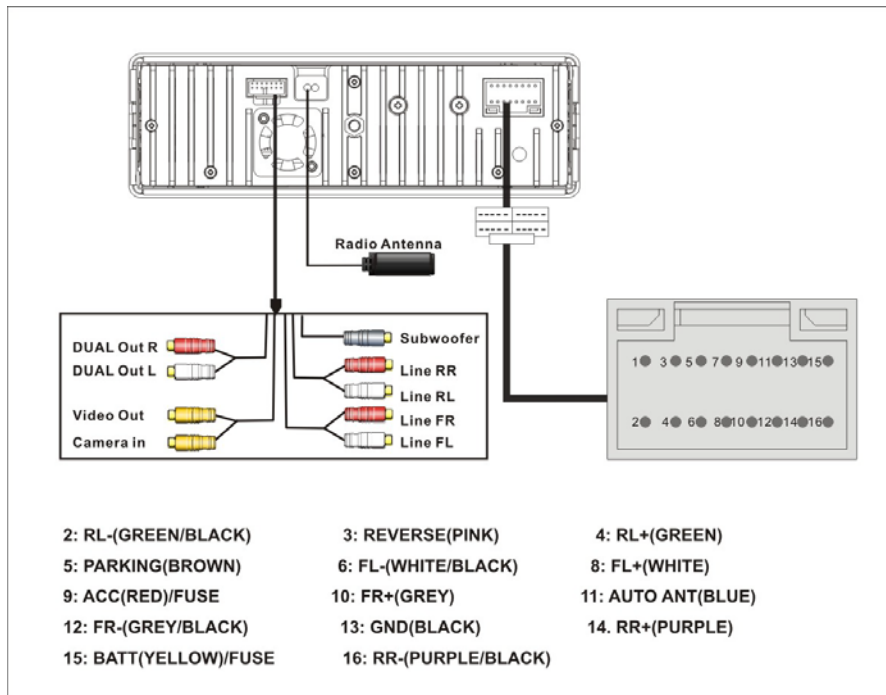 Radio Antenna
DUAL Out R
DUAL Out L
Video Out
Camera in
Subwoofer
Line RR
Line RL
Line FR
Line FL
1 3 5 7 9 11 13 15
2 4 6 8 10 12 14 16
2: RL-(GREEN/BLACK) 3: REVERSE(PINK) 4: RL+(GREEN)
5: PARKING(BROWN) 6: FL-(WHITE/BLACK) 8: FL+(WHITE)
9: ACC(RED)/FUSE 10: FR+(GREY) 11: AUTO ANT(BLUE)
12: FR-(GREY/BLACK) 13: GND(BLACK) 14. RR+(PURPLE)
15: BATT(YELLOW)/FUSE 16: RR-(PURPLE/BLACK)